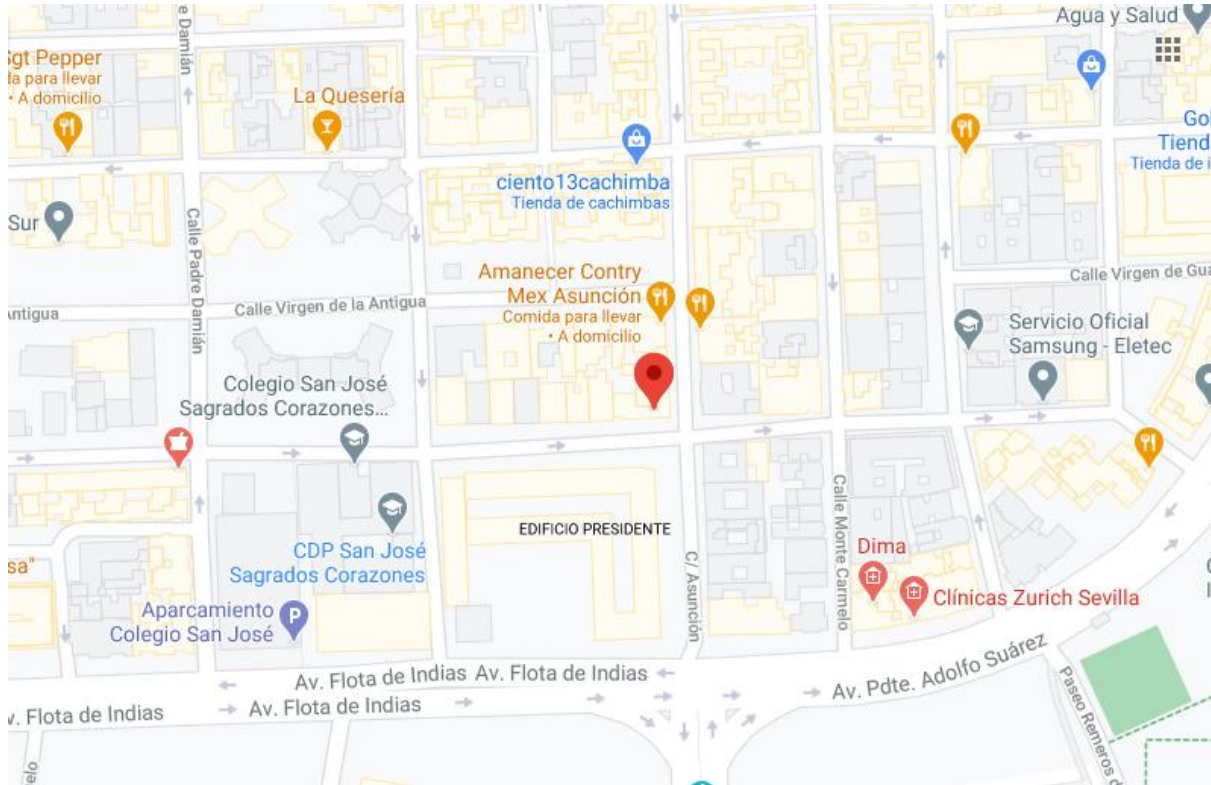 e Damián
Agua y Salud
Sgt Pepper
da para llevar
• A domicilio
La Quesería
Gol
Tiend
Tienda de i
ciento13cachimba
Tienda de cachimbas
Sur
Calle Padre Damián
Amanecer Contry
Mex Asunción
Comida para llevar
• A domicilio
Calle Virgen de Gua
Antigua
Calle Virgen de la Antigua
Servicio Oficial
Samsung - Eletec
Colegio San José
Sagrados Corazones...
Calle Monte Carmelo
EDIFICIO PRESIDENTE
C/ Asunción
CDP San José
Sagrados Corazones
sa"
Dima
Clínicas Zurich Sevilla
Aparcamiento
Colegio San José
P
Av. Flota de Indias Av. Flota de Indias
Av. Pdte. Adolfo Suárez
v. Flota de Indias
Av. Flota de Indias
Paseo Remeros d
elo